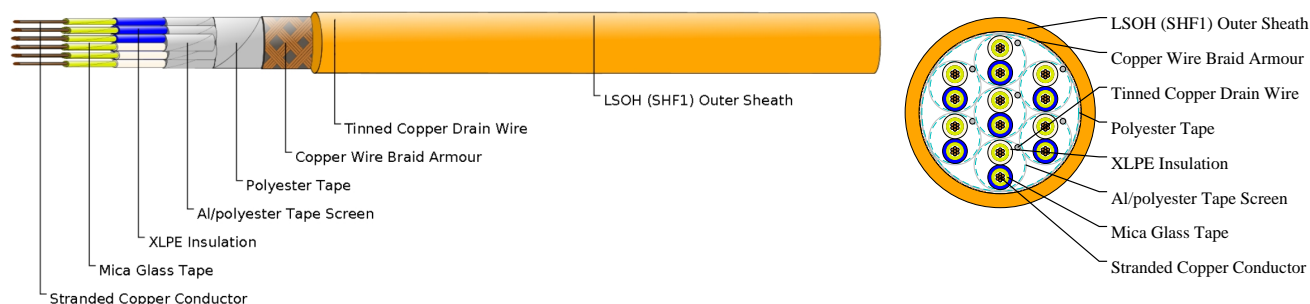 LSOH (SHF1) Outer Sheath
Tinned Copper Drain Wire
Copper Wire Braid Armour
Polyester Tape
Al/polyester Tape Screen
XLPE Insulation
Mica Glass Tape
Stranded Copper Conductor
LSOH (SHF1) Outer Sheath
Copper Wire Braid Armour
Tinned Copper Drain Wire
Polyester Tape
XLPE Insulation
Al/polyester Tape Screen
Mica Glass Tape
Stranded Copper Conductor